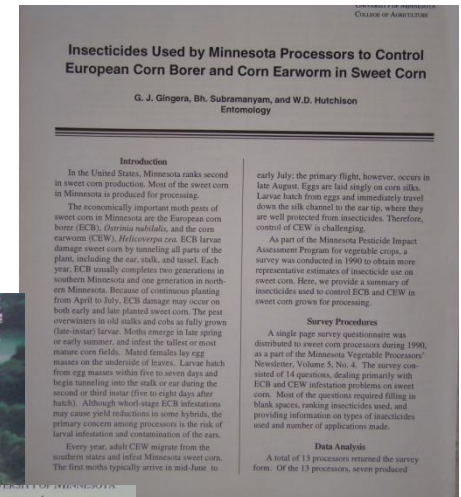 UNIVERSITY OF MINNESOTA
COLLEGE OF AGRICULTURE
Insecticides Used by Minnesota Processors to Control
European Corn Borer and Corn Earworm in Sweet Corn
G. J. Gingera, Bh. Subramanyam, and W.D. Hutchison
Entomology
Introduction
In the United States, Minnesota ranks second
in sweet corn production. Most of the sweet corn
in Minnesota is produced for processing.
The economically important moth pests of
sweet corn in Minnesota are the European corn
borer (ECB), Ostrinia nubilalis, and the corn
earworm (CEW), Helicoverpa zea. ECB larvae
damage sweet corn by tunneling all parts of the
plant, including the ear, stalk, and tassel. Each
year, ECB usually completes two generations in
southern Minnesota and one generation in north-
ern Minnesota. Because of continuous planting
from April to July, ECB damage may occur on
both early and late planted sweet corn. The pest
overwinters in old stalks and cobs as fully grown
(late-instar) larvae. Moths emerge in late spring
or early summer, and infest the tallest or most
mature corn fields. Mated females lay egg
masses on the underside of leaves. Larvae hatch
from egg masses within five to seven days and
begin tunneling into the stalk or ear during the
second or third instar (five to eight days after
hatch). Although whorl-stage ECB infestations
may cause yield reductions in some hybrids, the
primary concern among processors is the risk of
larval infestation and contamination of the ears.
Every year, adult CEW migrate from the
southern states and infest Minnesota sweet corn.
The first moths typically arrive in mid-June to
early July; the primary flight, however, occurs in
late August. Eggs are laid singly on corn silks.
Larvae hatch from eggs and immediately travel
down the silk channel to the ear tip, where they
are well protected from insecticides. Therefore,
control of CEW is challenging.
As part of the Minnesota Pesticide Impact
Assessment Program for vegetable crops, a
survey was conducted in 1990 to obtain more
representative estimates of insecticide use on
sweet corn. Here, we provide a summary of
insecticides used to control ECB and CEW in
sweet corn grown for processing.
Survey Procedures
A single page survey questionnaire was
distributed to sweet corn processors during 1990,
as a part of the Minnesota Vegetable Processors'
Newsletter, Volume 5, No. 4. The survey con-
sisted of 14 questions, dealing primarily with
ECB and CEW infestation problems on sweet
corn. Most of the questions required filling in
blank spaces, ranking insecticides used, and
providing information on types of insecticides
used and number of applications made.
Data Analysis
A total of 13 processors returned the survey
form. Of the 13 processors, seven produced
OF MINNESOTA